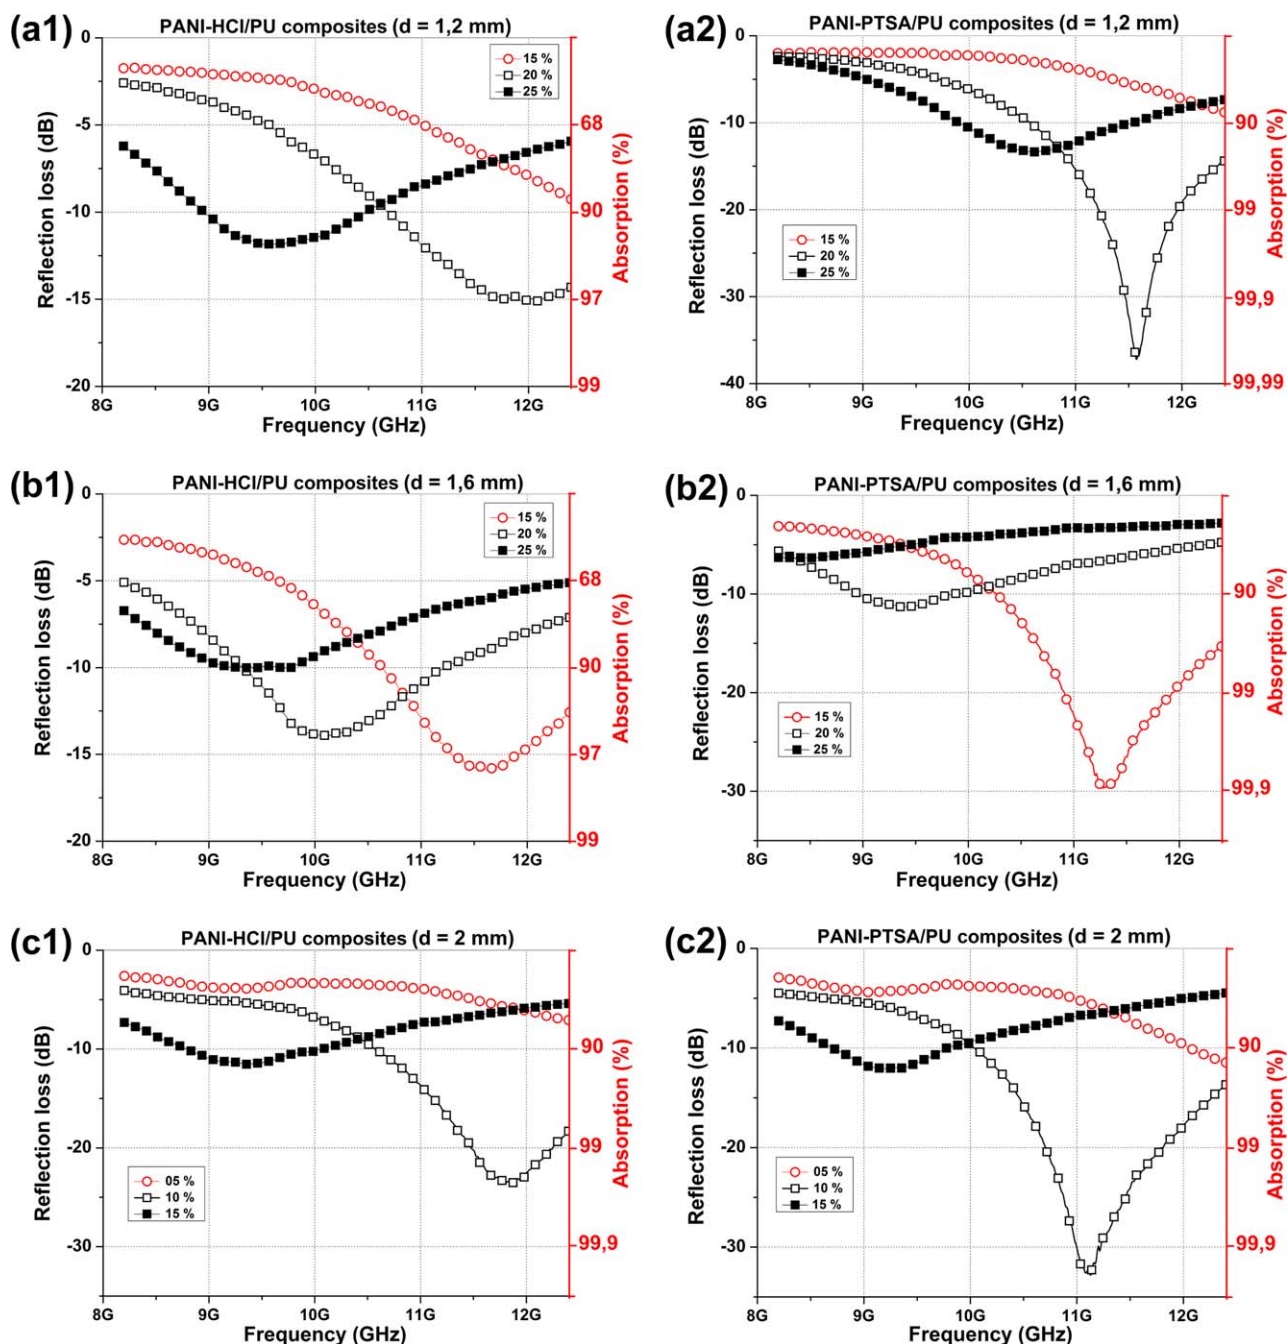 (a1)
PANI-HCl/PU composites (d = 1,2 mm)
0
-5
-10
-15
-20
Reflection loss (dB)
15 %
20 %
25 %
68
90
97
99
Absorption (%)
8G 9G 10G 11G 12G
Frequency (GHz)
(a2)
PANI-PTSA/PU composites (d = 1,2 mm)
0
-10
-20
-30
-40
Reflection loss (dB)
15 %
20 %
25 %
90
99
99,9
99,99
Absorption (%)
8G 9G 10G 11G 12G
Frequency (GHz)
(b1)
PANI-HCl/PU composites (d = 1,6 mm)
0
-5
-10
-15
-20
Reflection loss (dB)
15 %
20 %
25 %
68
90
97
99
Absorption (%)
8G 9G 10G 11G 12G
Frequency (GHz)
(b2)
PANI-PTSA/PU composites (d = 1,6 mm)
0
-10
-20
-30
Reflection loss (dB)
15 %
20 %
25 %
90
99
99,9
Absorption (%)
8G 9G 10G 11G 12G
Frequency (GHz)
(c1)
PANI-HCl/PU composites (d = 2 mm)
0
-10
-20
-30
Reflection loss (dB)
05 %
10 %
15 %
90
99
99,9
Absorption (%)
8G 9G 10G 11G 12G
Frequency (GHz)
(c2)
PANI-PTSA/PU composites (d = 2 mm)
0
-10
-20
-30
Reflection loss (dB)
05 %
10 %
15 %
90
99
99,9
Absorption (%)
8G 9G 10G 11G 12G
Frequency (GHz)